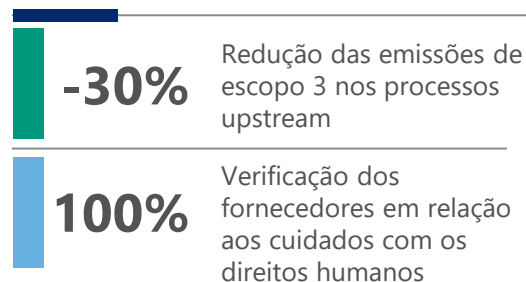 -30%
Redução das emissões de
escopo 3 nos processos
upstream
100%
Verificação dos
fornecedores em relação
aos cuidados com os
direitos humanos